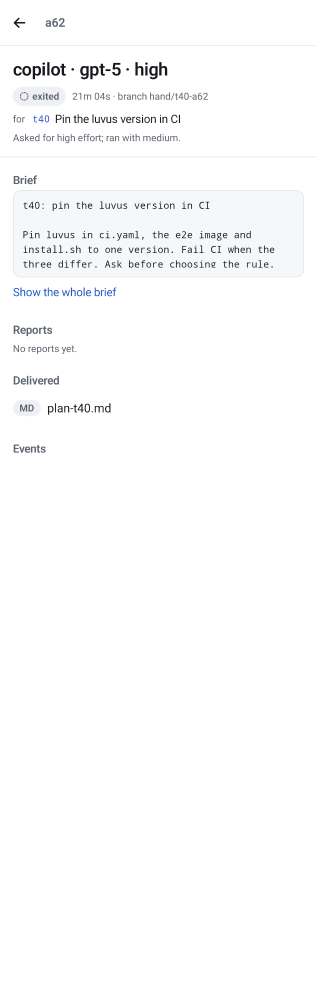 a62
copilot · gpt-5 · high
exited 21m 04s · branch hand/t40-a62
for t40 Pin the luvus version in CI
Asked for high effort; ran with medium.
Brief
t40: pin the luvus version in CI
Pin luvus in ci.yaml, the e2e image and
install.sh to one version. Fail CI when the
three differ. Ask before choosing the rule.
Show the whole brief
Reports
No reports yet.
Delivered
MD plan-t40.md
Events